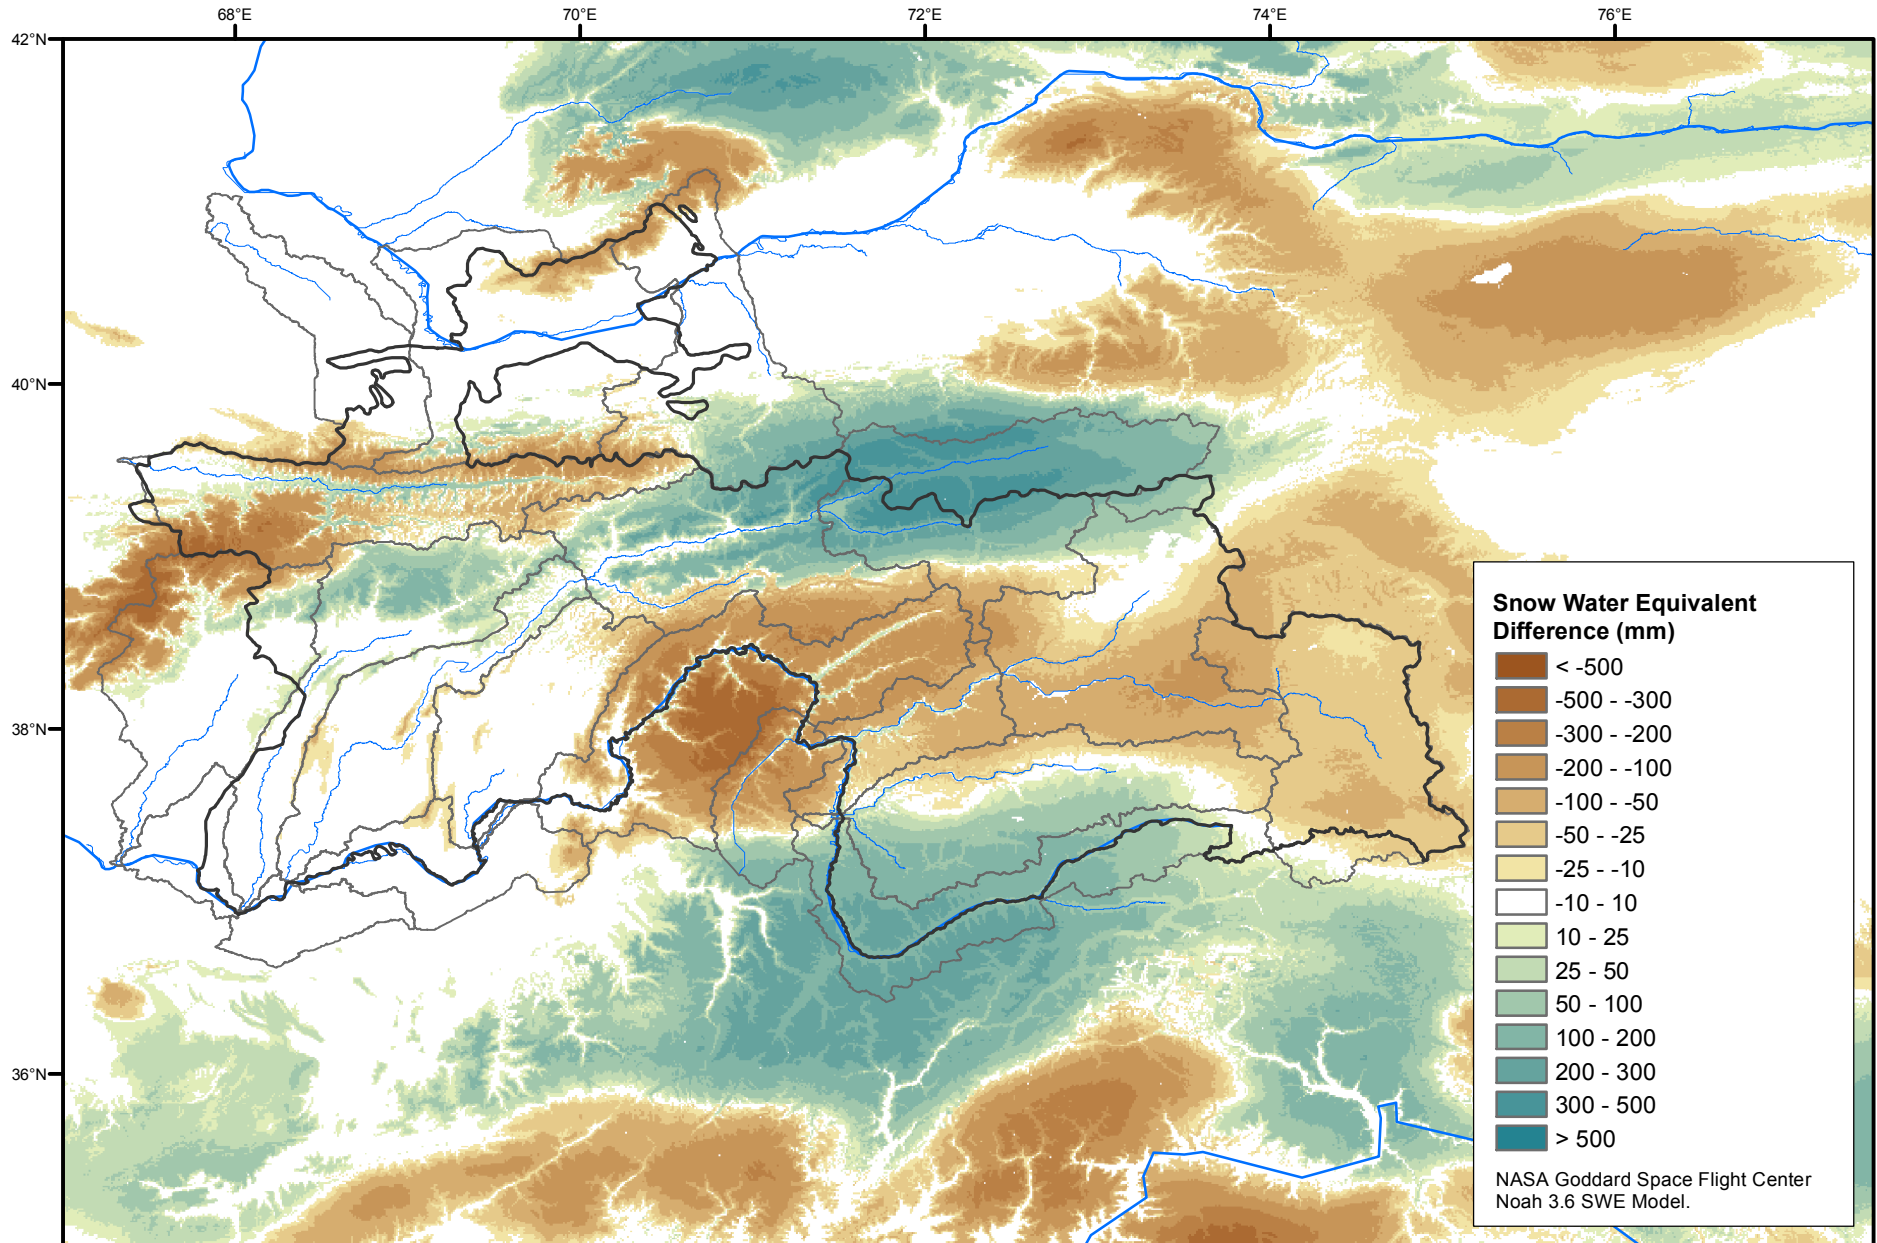 68°E 70°E 72°E 74°E 76°E
42°N
40°N
38°N
36°N
Snow Water Equivalent
Difference (mm)
< -500
-500 - -300
-300 - -200
-200 - -100
-100 - -50
-50 - -25
-25 - -10
-10 - 10
10 - 25
25 - 50
50 - 100
100 - 200
200 - 300
300 - 500
> 500
NASA Goddard Space Flight Center
Noah 3.6 SWE Model.